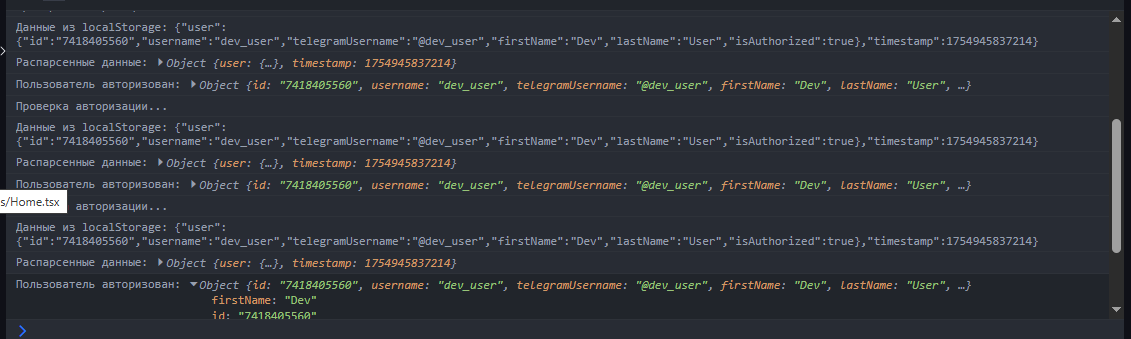 Данные из localStorage: {"user":
{"id":"7418405560","username":"dev_user","telegramUsername":"@dev_user","firstName":"Dev","lastName":"User","isAuthorized":true},"timestamp":1754945837214}
Распарсенные данные: ▶Object {user: {…}, timestamp: 1754945837214}
Пользователь авторизован: ▶Object {id: "7418405560", username: "dev_user", telegramUsername: "@dev_user", firstName: "Dev", lastName: "User", …}
Проверка авторизации...
Данные из localStorage: {"user":
{"id":"7418405560","username":"dev_user","telegramUsername":"@dev_user","firstName":"Dev","lastName":"User","isAuthorized":true},"timestamp":1754945837214}
Распарсенные данные: ▶Object {user: {…}, timestamp: 1754945837214}
Пользователь авторизован: ▶Object {id: "7418405560", username: "dev_user", telegramUsername: "@dev_user", firstName: "Dev", lastName: "User", …}
s/Home.tsx авторизации...
Данные из localStorage: {"user":
{"id":"7418405560","username":"dev_user","telegramUsername":"@dev_user","firstName":"Dev","lastName":"User","isAuthorized":true},"timestamp":1754945837214}
Распарсенные данные: ▶Object {user: {…}, timestamp: 1754945837214}
Пользователь авторизован: ▼Object {id: "7418405560", username: "dev_user", telegramUsername: "@dev_user", firstName: "Dev", lastName: "User", …}
firstName: "Dev"
id: "7418405560"